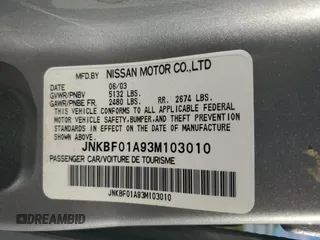 MFD.BY NISSAN MOTOR CO.,LTD
DATE 06/03
GVWR/PNBV 5132 LBS.
GAWR/PNBE FR. 2480 LBS. RR. 2674 LBS.
THIS VEHICLE CONFORMS TO ALL APPLICABLE FEDERAL
MOTOR VEHICLE SAFETY,BUMPER,AND THEFT PREVENTION
STANDARDS IN EFFECT ON THE DATE OF MANUFACTURE
SHOWN ABOVE.
JNKBF01A93M103010
PASSENGER CAR/VOITURE DE TOURISME
JNKBF01A93M103010
DREAMBID